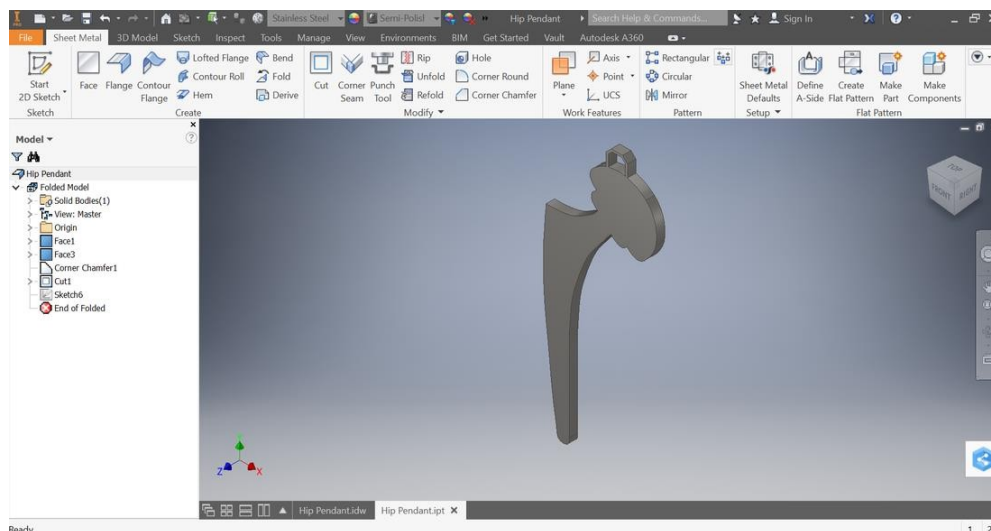 Stainless Steel Semi-Polisl Hip Pendant Search Help & Commands... Sign In
File Sheet Metal 3D Model Sketch Inspect Tools Manage View Environments BIM Get Started Vault Autodesk A360
Start 2D Sketch
Face Flange Contour Flange
Lofted Flange Bend
Contour Roll Fold
Hem Derive
Cut Corner Seam Punch Tool
Rip Hole
Unfold Corner Round
Refold Corner Chamfer
Plane
Axis
Point
UCS
Rectangular
Circular
Mirror
Sheet Metal Defaults
Define A-Side Create Flat Pattern Make Part Make Components
Sketch Create Modify Work Features Pattern Setup Flat Pattern
Model
Hip Pendant
Folded Model
Solid Bodies(1)
View: Master
Origin
Face1
Face3
Corner Chamfer1
Cut1
Sketch6
End of Folded
TOP
FRONT RIGHT
Y
Z X
Hip Pendant.idw Hip Pendant.ipt
Ready 1 2